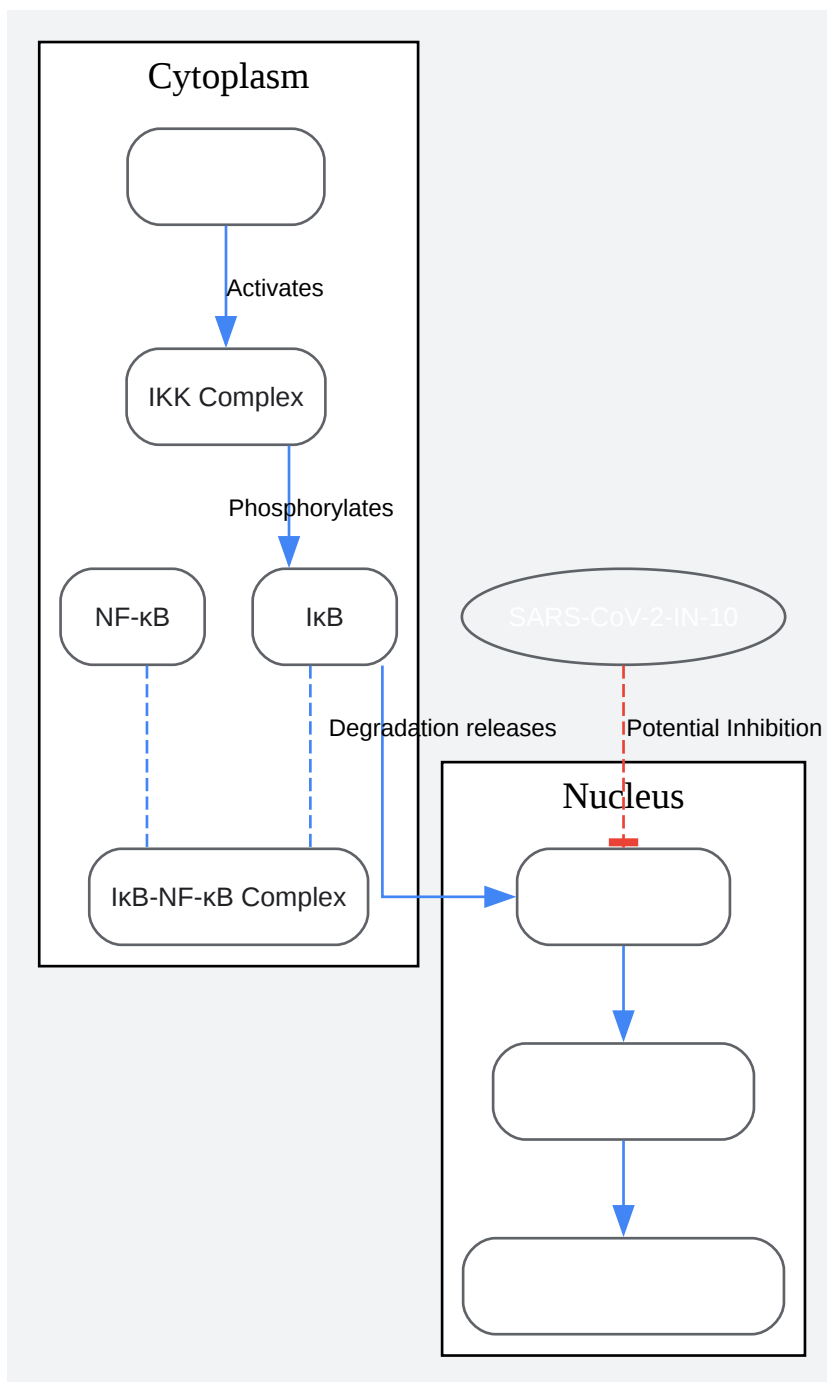 Cytoplasm
Activates
IKK Complex
Phosphorylates
NF-κB
IκB
SARS-CoV-2-IN-10
Degradation releases
Potential Inhibition
Nucleus
IκB-NF-κB Complex